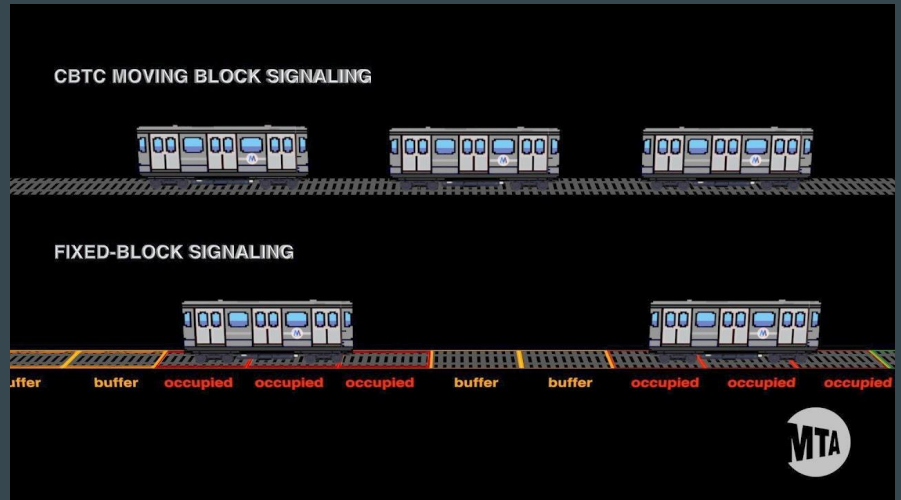 CBTC MOVING BLOCK SIGNALING
M M M
FIXED-BLOCK SIGNALING
M M
uffer buffer occupied occupied occupied buffer buffer occupied occupied occupied
MTA